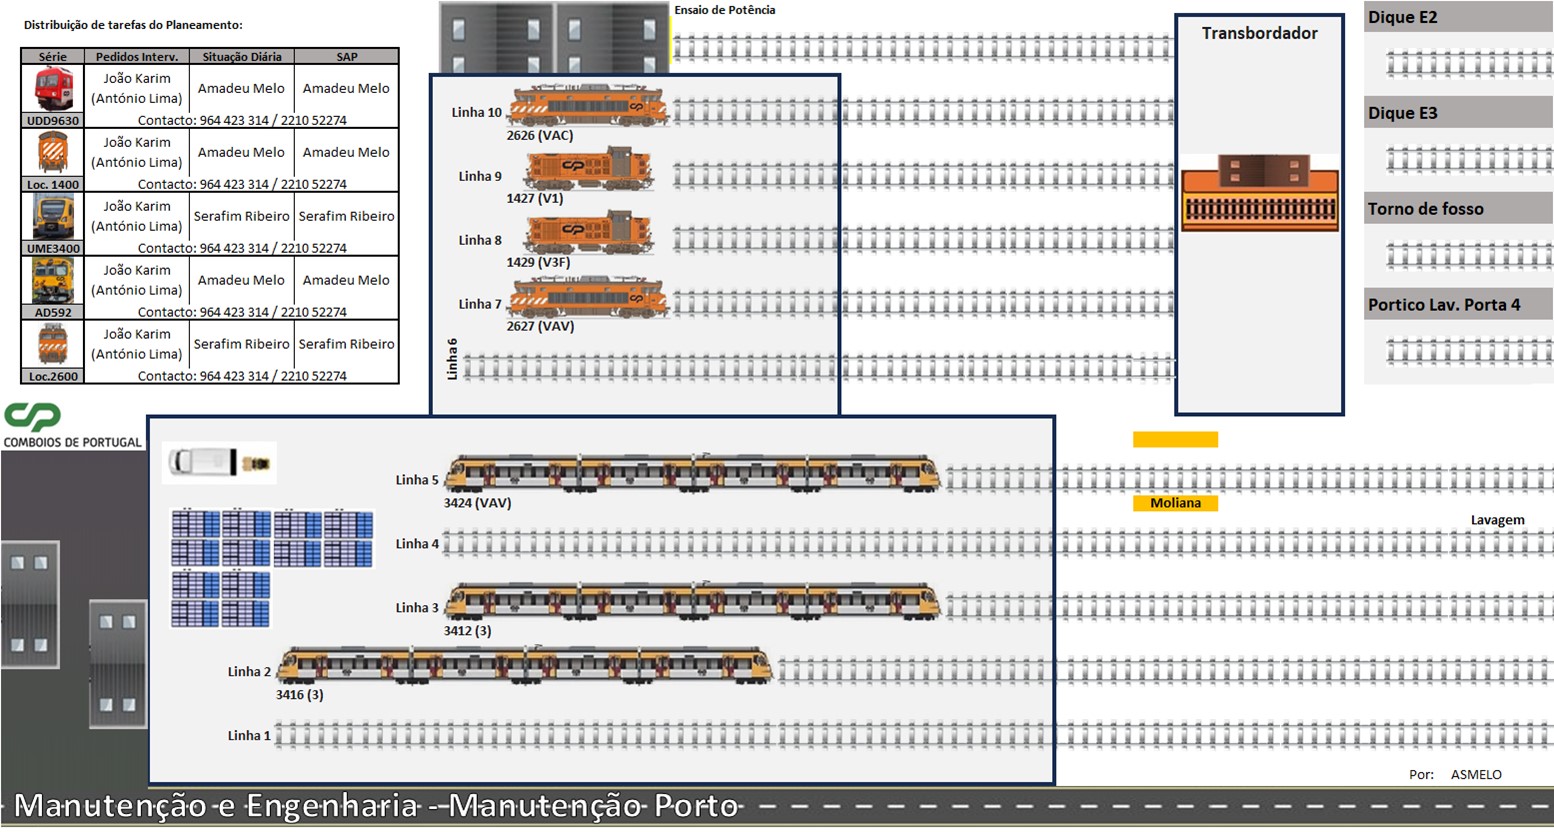 Distribuição de tarefas do Planeamento:
Série Pedidos Interv. Situação Diária SAP
João Karim
(António Lima) Amadeu Melo Amadeu Melo
UDD9630 Contacto: 964 423 314 / 2210 52274
João Karim
(António Lima) Amadeu Melo Amadeu Melo
Loc. 1400 Contacto: 964 423 314 / 2210 52274
João Karim
(António Lima) Serafim Ribeiro Serafim Ribeiro
UME3400 Contacto: 964 423 314 / 2210 52274
João Karim
(António Lima) Amadeu Melo Amadeu Melo
AD592 Contacto: 964 423 314 / 2210 52274
João Karim
(António Lima) Serafim Ribeiro Serafim Ribeiro
Loc.2600 Contacto: 964 423 314 / 2210 52274
Ensaio de Potência
Linha 10
2626 (VAC)
Linha 9
1427 (V1)
Linha 8
1429 (V3F)
Linha 7
2627 (VAV)
Linha 6
Transbordador
Dique E2
Dique E3
Torno de fosso
Portico Lav. Porta 4
CP
COMBOIOS DE PORTUGAL
Linha 5
3424 (VAV)
Moliana
Lavagem
Linha 4
Linha 3
3412 (3)
Linha 2
3416 (3)
Linha 1
Por: ASMELO
Manutenção e Engenharia - Manutenção Porto